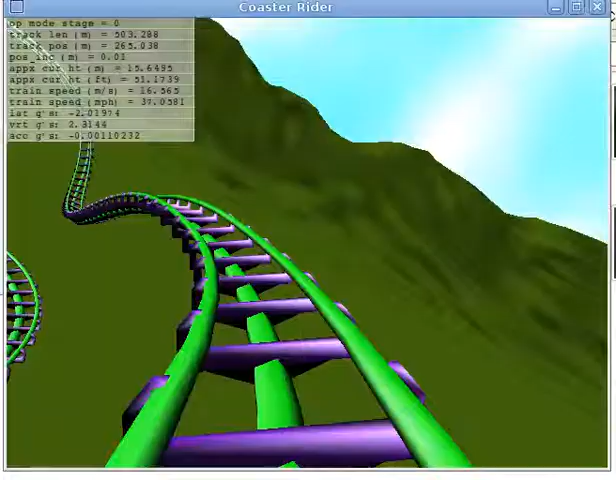 Coaster Rider
op mode stage = 0
track len (m) = 503.288
track pos (m) = 265.038
pos_inc (m) = 0.01
appx cur ht (m) = 15.6495
appx cur ht (ft) = 51.1739
train speed (m/s) = 16.565
train speed (mph) = 37.0581
lat g's: -2.01974
vrt g's: 2.3144
acc g's: -0.00110232